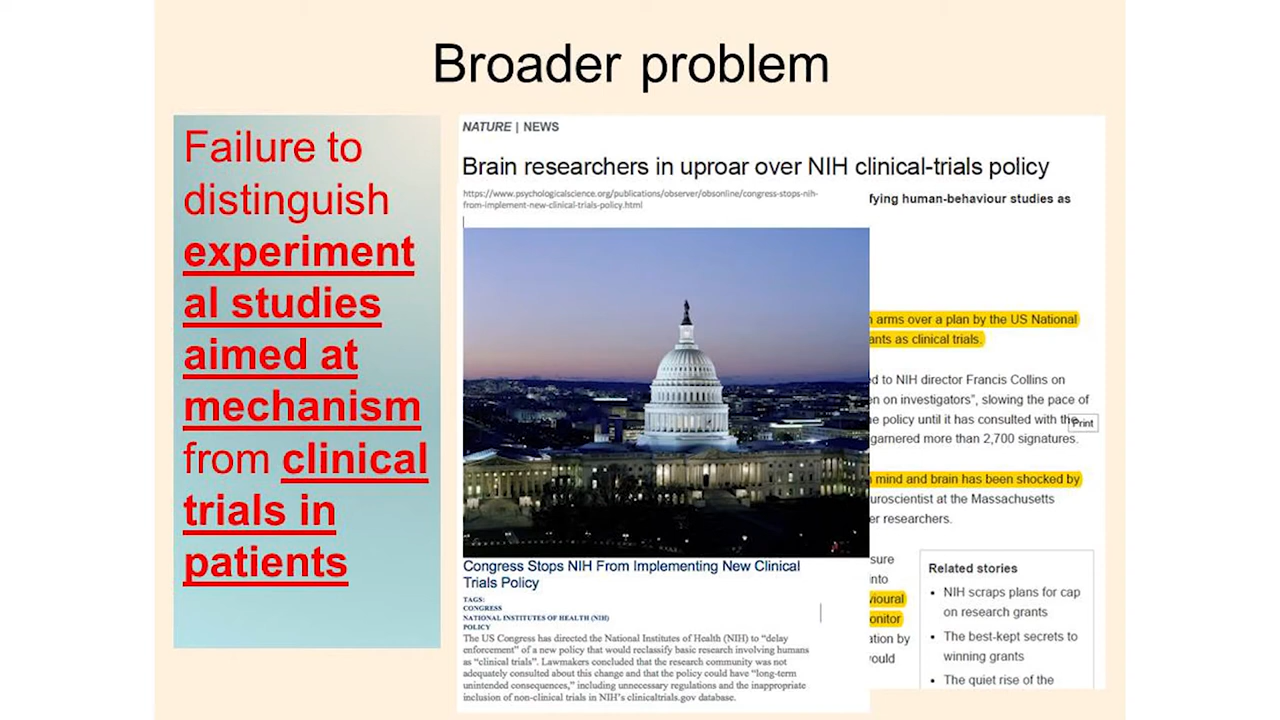 Broader problem
Failure to
distinguish
experiment
al studies
aimed at
mechanism
from clinical
trials in
patients
NATURE | NEWS
Brain researchers in uproar over NIH clinical-trials policy
https://www.psychologicalscience.org/publications/observer/obsonline/congress-stops-nih-
from-implement-new-clinical-trials-policy.html
fying human-behaviour studies as
n arms over a plan by the US National
ants as clinical trials.
ed to NIH director Francis Collins on
en on investigators”, slowing the pace of
e policy until it has consulted with the
Print
garnered more than 2,700 signatures.
n mind and brain has been shocked by
uroscientist at the Massachusetts
er researchers.
sure
into
vioural
onitor
ation by
vould
Congress Stops NIH From Implementing New Clinical
Trials Policy
TAGS:
CONGRESS
NATIONAL INSTITUTES OF HEALTH (NIH)
POLICY
The US Congress has directed the National Institutes of Health (NIH) to “delay
enforcement” of a new policy that would reclassify basic research involving humans
as “clinical trials”. Lawmakers concluded that the research community was not
adequately consulted about this change and that the policy could have “long-term
unintended consequences,” including unnecessary regulations and the inappropriate
inclusion of non-clinical trials in NIH’s clinicaltrials.gov database.
Related stories
• NIH scraps plans for cap
on research grants
• The best-kept secrets to
winning grants
• The quiet rise of the